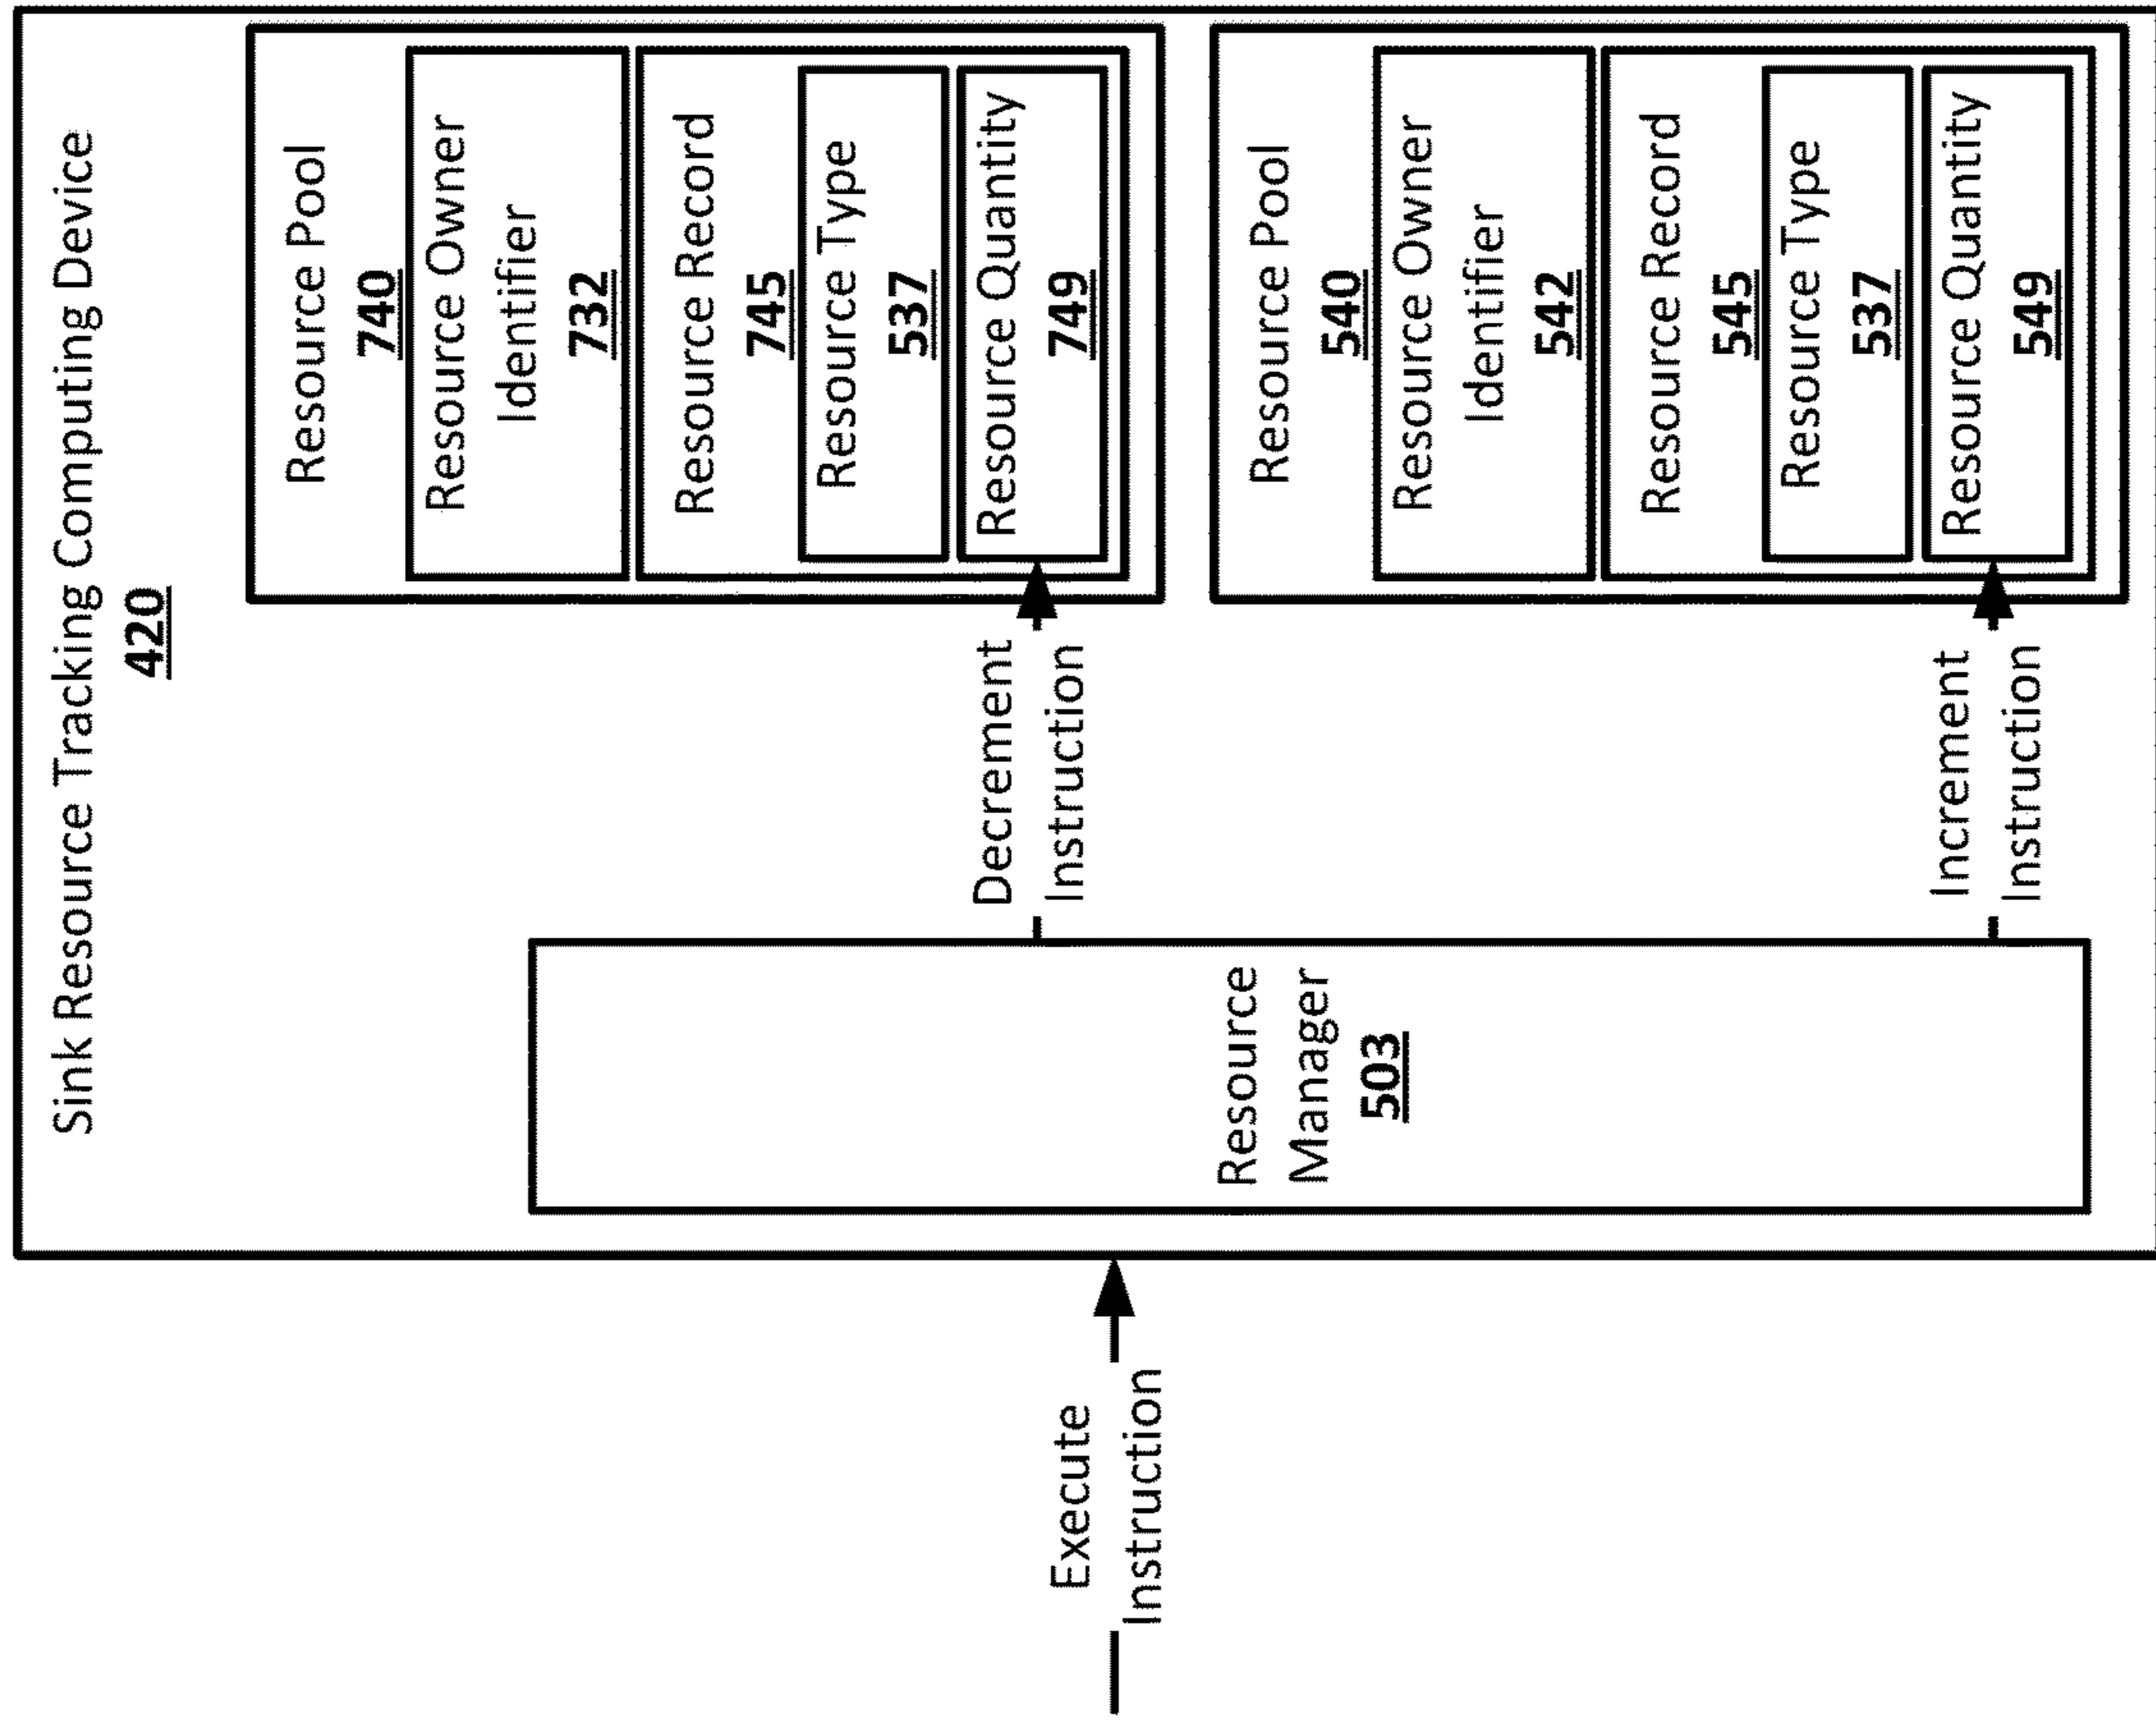 Sink Resource Tracking Computing Device
420
Execute
Instruction
Resource
Manager
503
Decrement
Instruction
Resource Pool
740
Resource Owner
Identifier
732
Resource Record
745
Resource Type
537
Resource Quantity
749
Increment
Instruction
Resource Pool
540
Resource Owner
Identifier
542
Resource Record
545
Resource Type
537
Resource Quantity
549